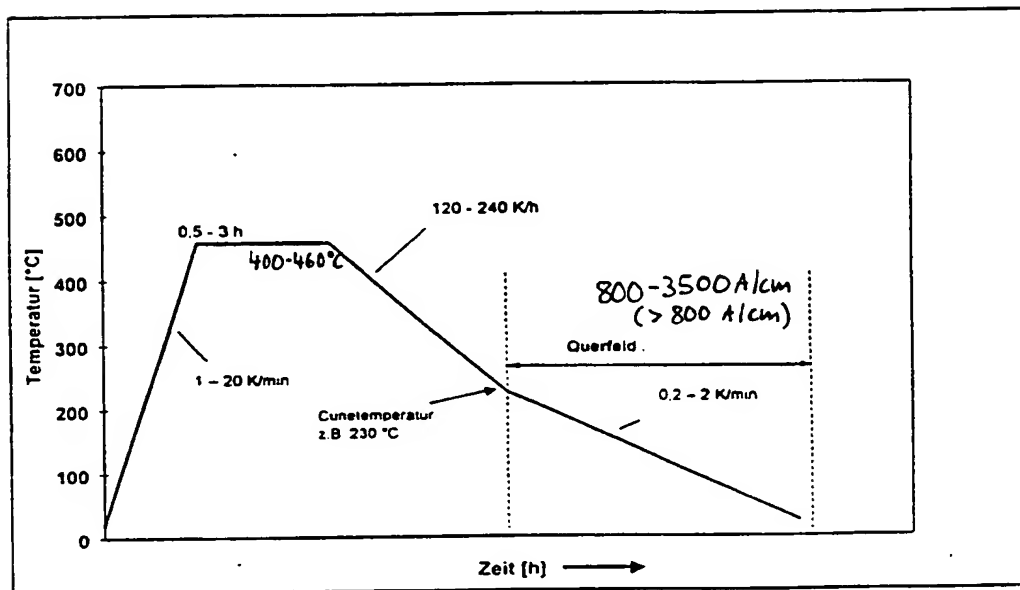 Temperatur [°C]
700
600
500
400
300
200
100
0
0.5 - 3 h
400-460°C
120 - 240 K/h
1 - 20 K/min
800-3500 A/cm
(> 800 A/cm)
Querfeld
Cunetemperatur
z.B 230 °C
0,2 - 2 K/min
Zeit [h]